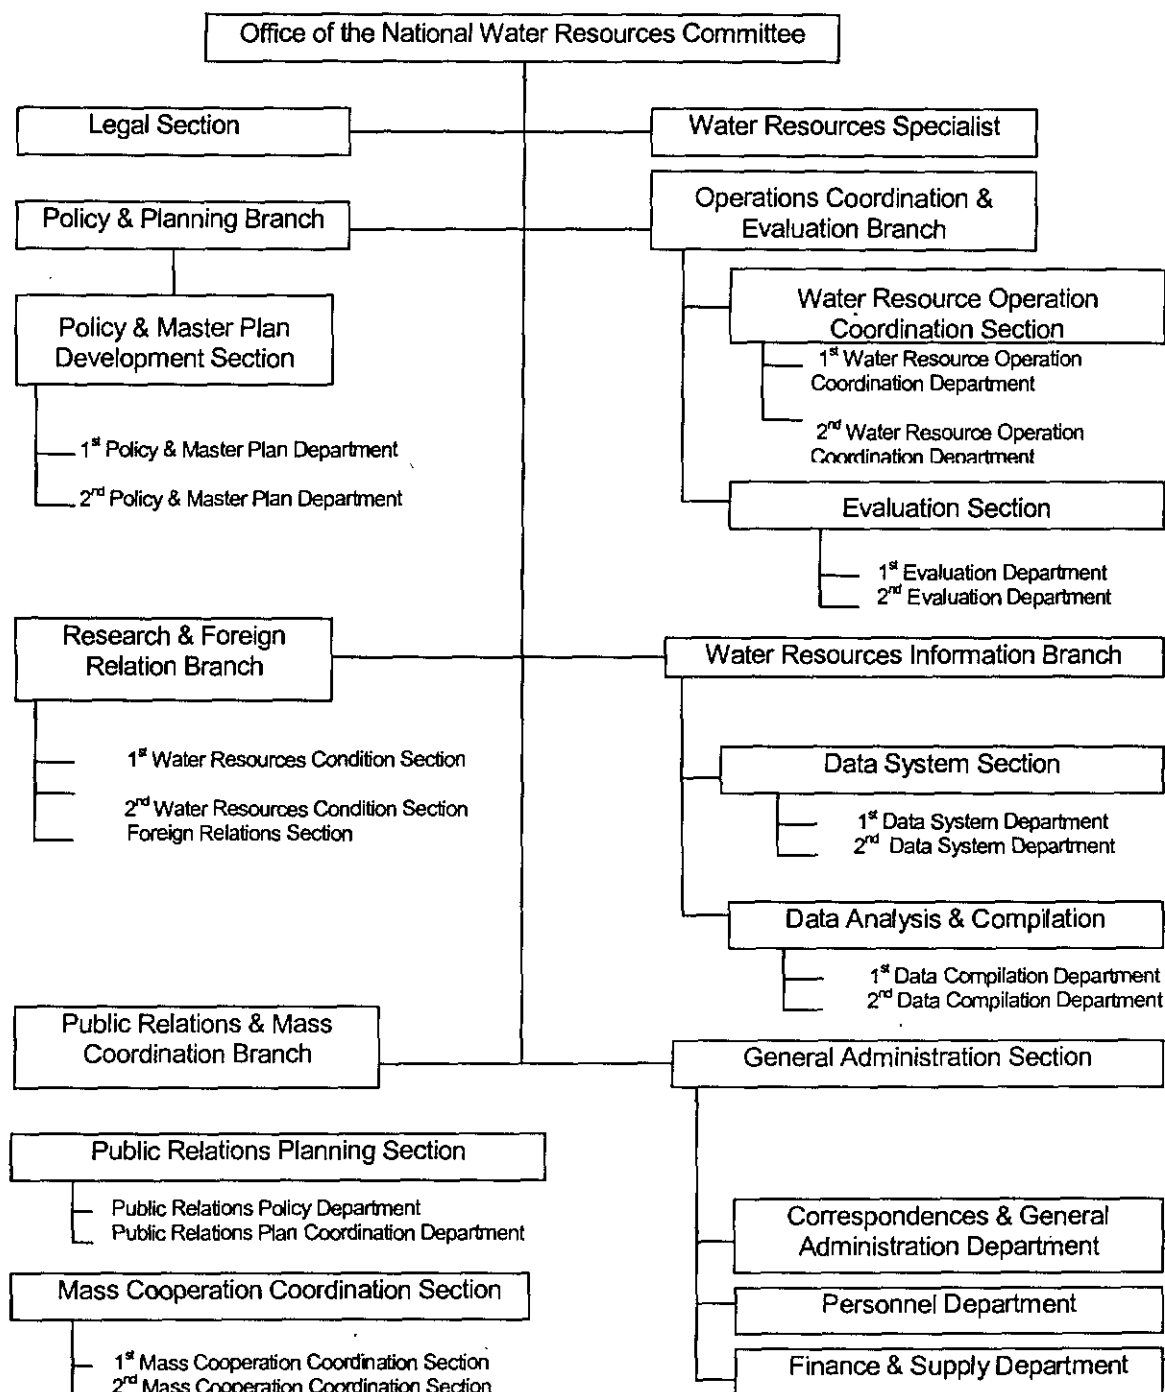 Office of the National Water Resources Committee
Legal Section
Water Resources Specialist
Policy & Planning Branch
Operations Coordination &
Evaluation Branch
Policy & Master Plan
Development Section
1st Policy & Master Plan Department
2nd Policy & Master Plan Department
Water Resource Operation
Coordination Section
1st Water Resource Operation
Coordination Department
2nd Water Resource Operation
Coordination Department
Evaluation Section
1st Evaluation Department
2nd Evaluation Department
Research & Foreign
Relation Branch
1st Water Resources Condition Section
2nd Water Resources Condition Section
Foreign Relations Section
Water Resources Information Branch
Data System Section
1st Data System Department
2nd Data System Department
Data Analysis & Compilation
1st Data Compilation Department
2nd Data Compilation Department
Public Relations & Mass
Coordination Branch
Public Relations Planning Section
Public Relations Policy Department
Public Relations Plan Coordination Department
Mass Cooperation Coordination Section
1st Mass Cooperation Coordination Section
2nd Mass Cooperation Coordination Section
General Administration Section
Correspondences & General
Administration Department
Personnel Department
Finance & Supply Department